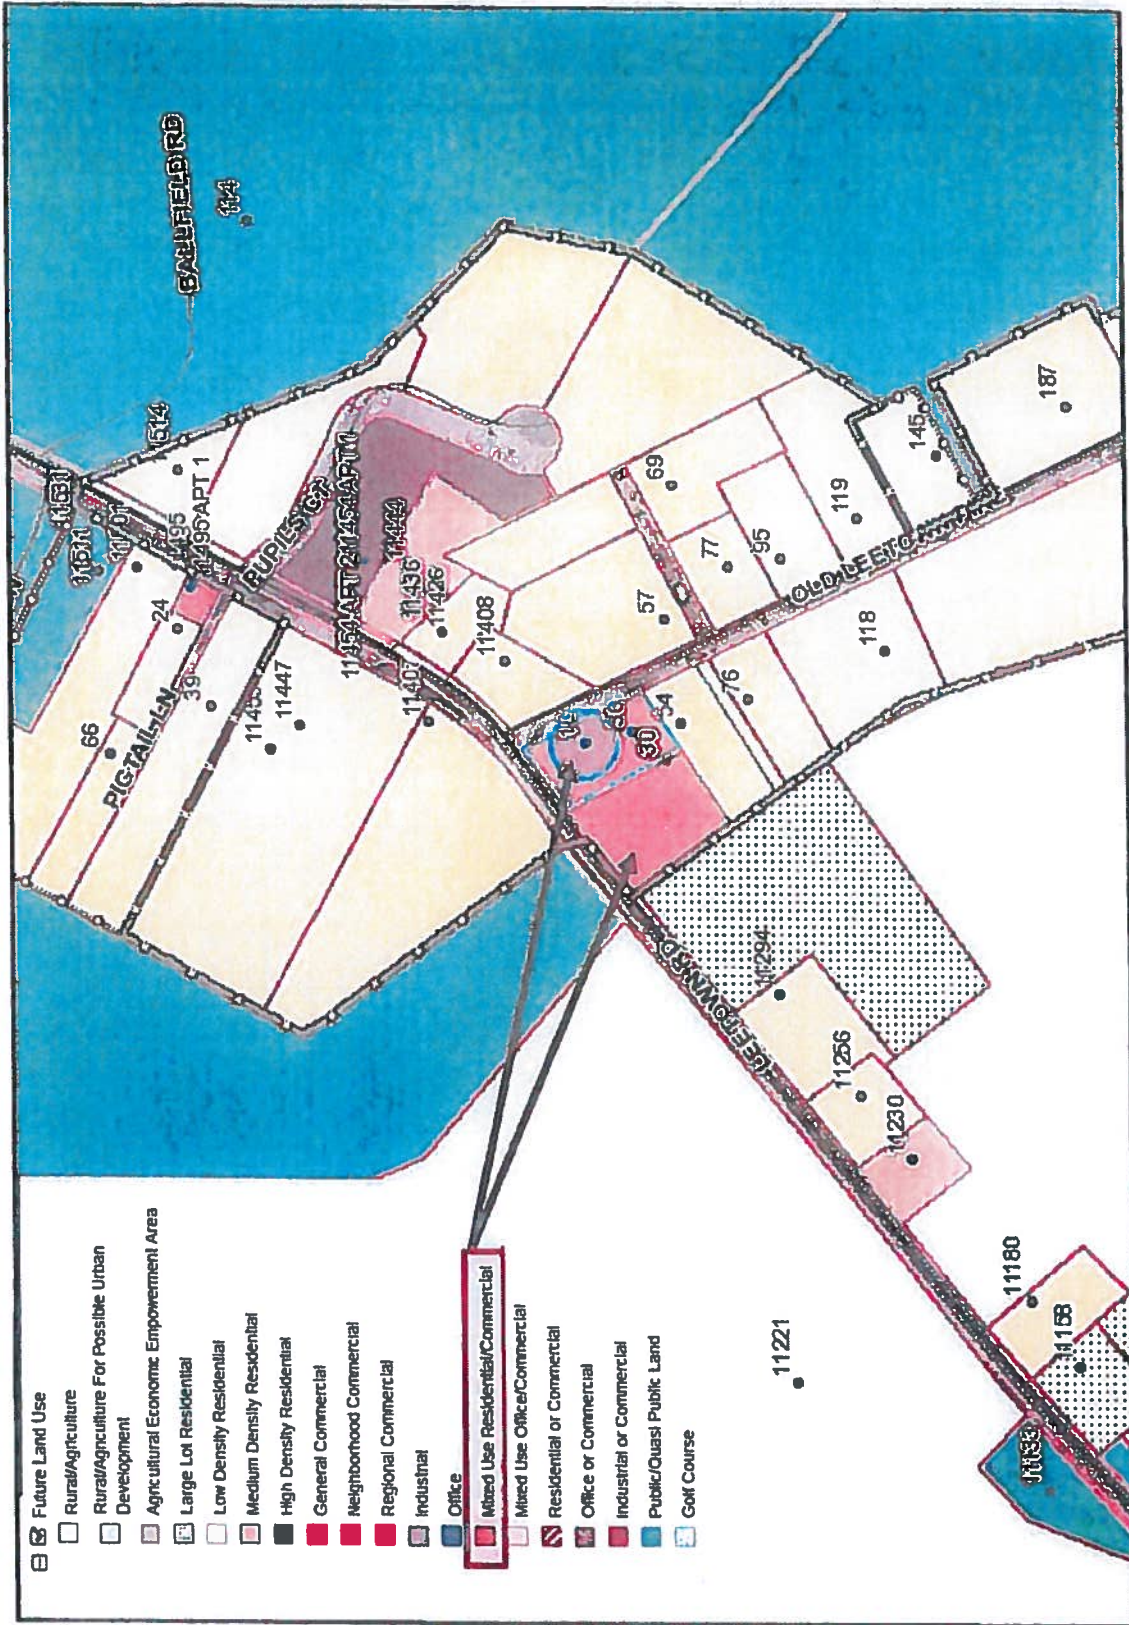 Future Land Use
Rural/Agriculture
Rural/Agriculture For Possible Urban
Development
Agricultural Economic Empowerment Area
Large Lot Residential
Low Density Residential
Medium Density Residential
High Density Residential
General Commercial
Neighborhood Commercial
Regional Commercial
Industrial
Office
Mixed Use Residential/Commercial
Mixed Use Office/Commercial
Residential or Commercial
Office or Commercial
Industrial or Commercial
Public/Quasi Public Land
Golf Course
66
PIGTAIL LN
24
39
11447
11407
11531
11511
11501
1514
11495 APT 1
BALLFIELD RD
114
PUPILS CT
11454 APT 2
11454 APT 1
11444
11436
11426
11408
57
69
77
95
119
145
187
OLD LEETOWN
118
76
54
30
LEETOWN RD
11294
11256
11230
11221
11180
11168
11133